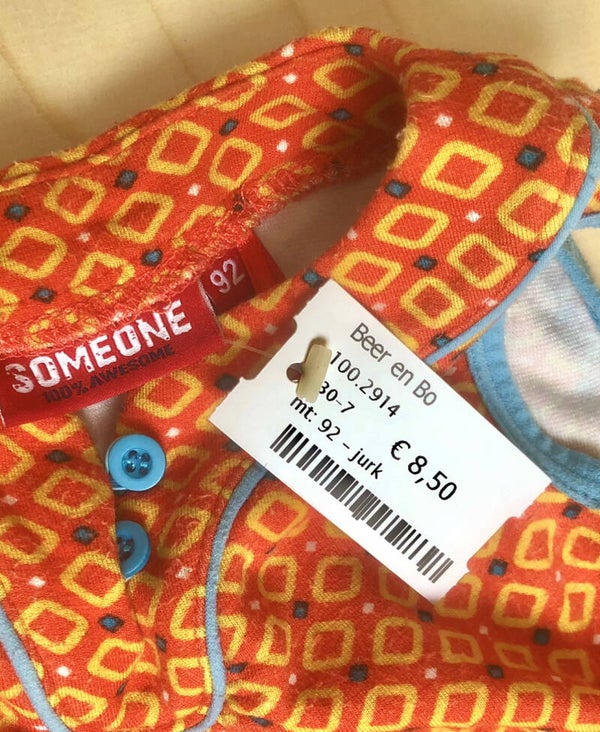 92
SOMEONE
100% AWESOME
Beer en Bo
100.2914
30-7
€ 8,50
mt: 92 - jurk